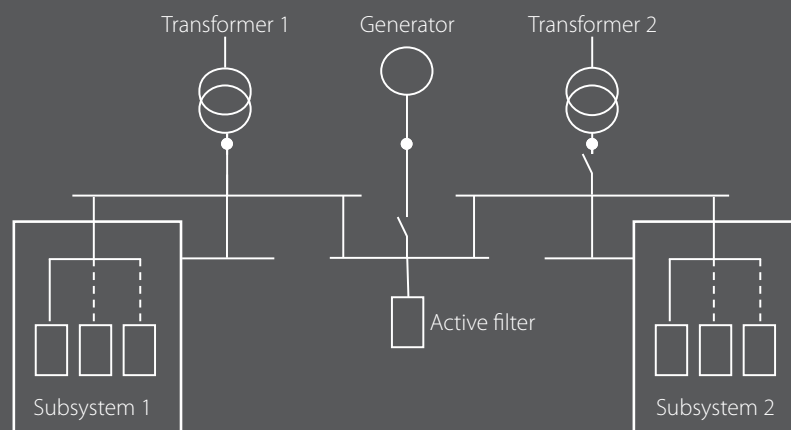 Transformer 1
Generator
Transformer 2
Active filter
Subsystem 1
Subsystem 2